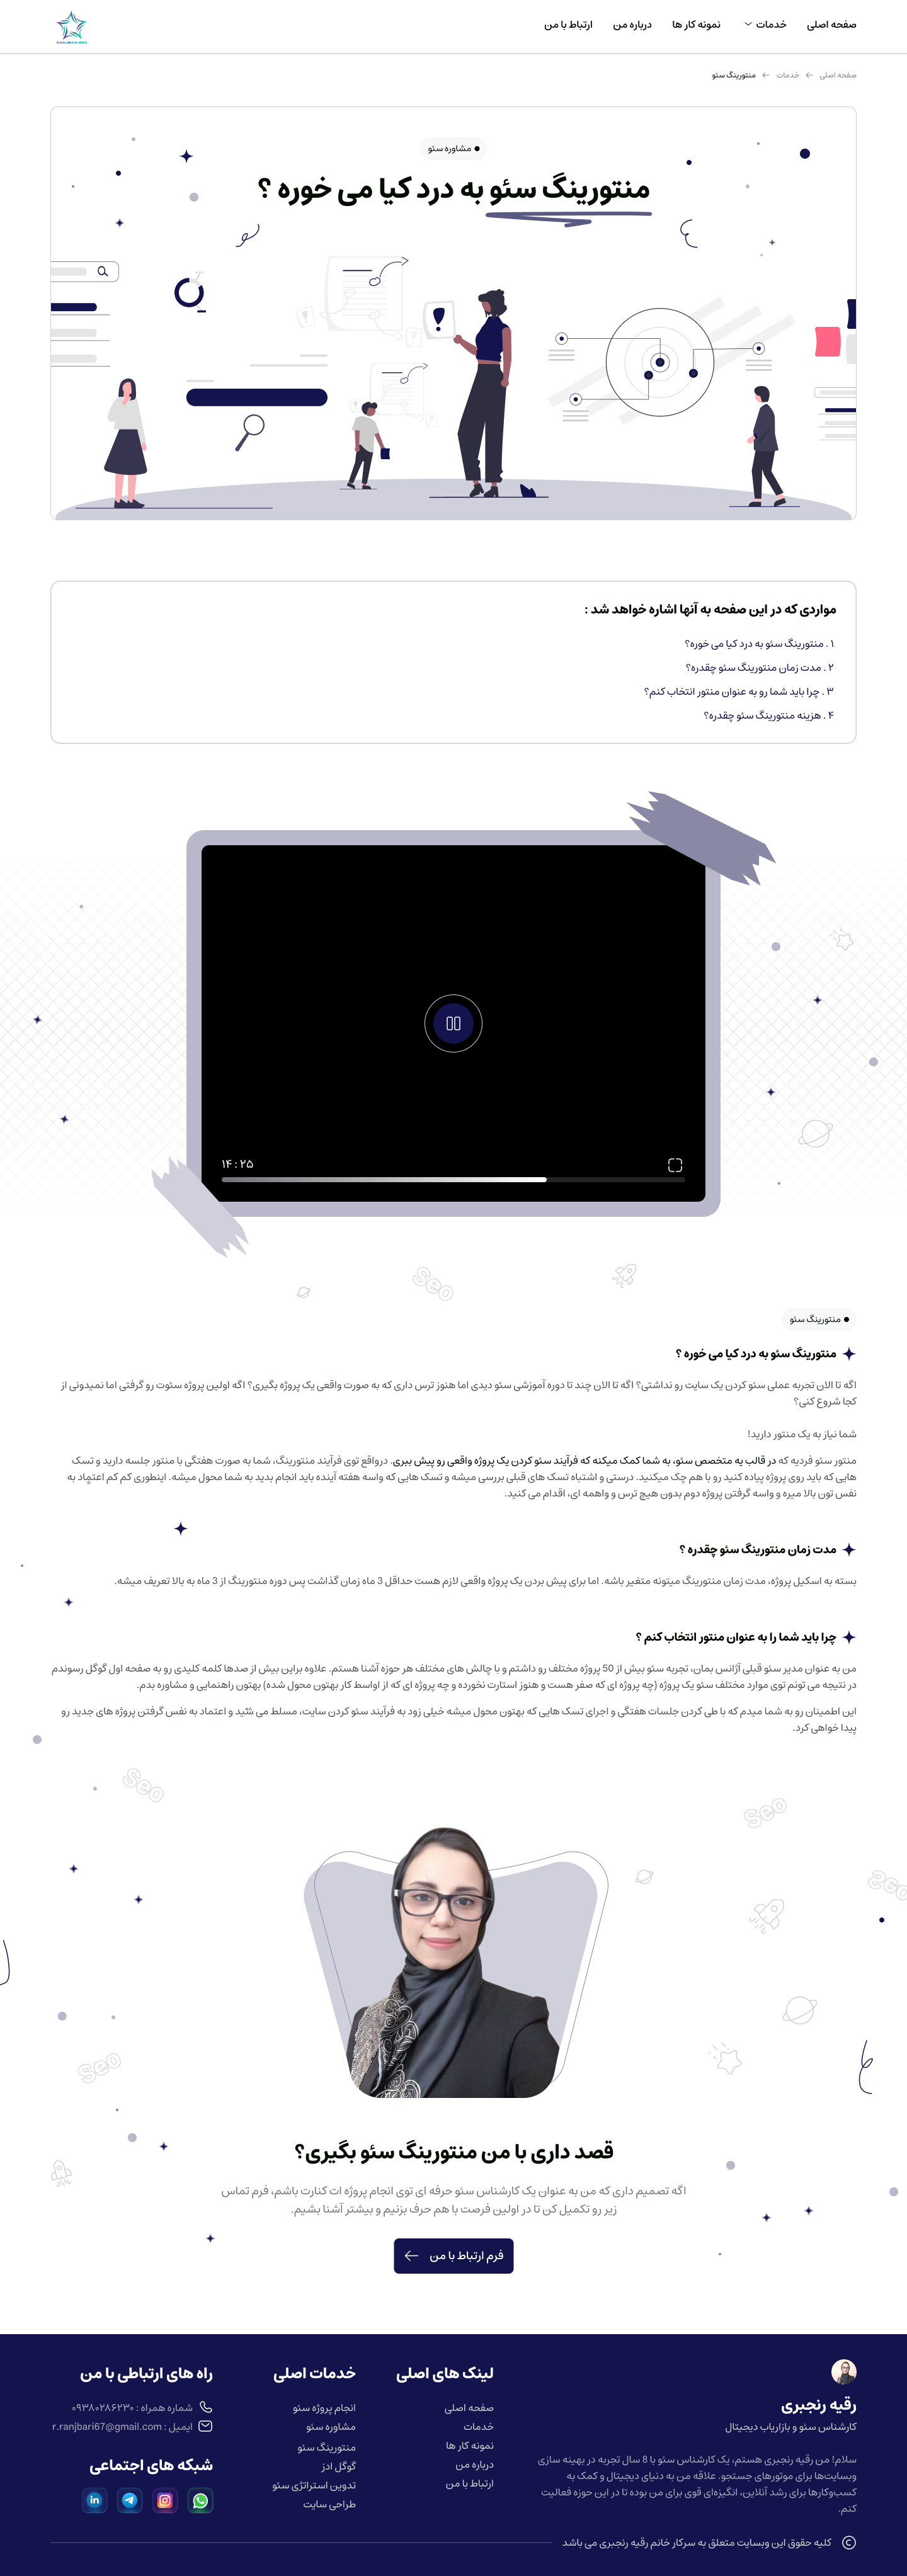 صفحه اصلی
خدمات
نمونه کار ها
درباره من
ارتباط با من
صفحه اصلی ← خدمات ← منتورینگ سئو
مشاوره سئو
منتورینگ سئو به درد کیا می خوره ؟
مواردی که در این صفحه به آنها اشاره خواهد شد :
۱ . منتورینگ سئو به درد کیا می خوره؟
۲ . مدت زمان منتورینگ سئو چقدره؟
۳ . چرا باید شما رو به عنوان منتور انتخاب کنم؟
۴ . هزینه منتورینگ سئو چقدره؟
۱۴ : ۲۵
seo
منتورینگ سئو
منتورینگ سئو به درد کیا می خوره ؟
اگه تا الان تجربه عملی سئو کردن یک سایت رو نداشتی؟ اگه تا الان چند تا دوره آموزشی سئو دیدی اما هنوز ترس داری که به صورت واقعی یک پروژه بگیری؟ اگه اولین پروژه سئوت رو گرفتی اما نمیدونی از
کجا شروع کنی؟
شما نیاز به یک منتور دارید!
منتور سئو فردیه که در قالب یه متخصص سئو، به شما کمک میکنه که فرآیند سئو کردن یک پروژه واقعی رو پیش ببری. درواقع توی فرآیند منتورینگ، شما به صورت هفتگی با منتور جلسه دارید و تسک
هایی که باید روی پروژه پیاده کنید رو با هم چک میکنید. درستی و اشتباه تسک های قبلی بررسی میشه و تسک هایی که واسه هفته آینده باید انجام بدید به شما محول میشه. اینطوری کم کم اعتماد به
نفس تون بالا میره و واسه گرفتن پروژه دوم بدون هیچ ترس و واهمه ای، اقدام می کنید.
مدت زمان منتورینگ سئو چقدره ؟
بسته به اسکیل پروژه، مدت زمان منتورینگ میتونه متغیر باشه. اما برای پیش بردن یک پروژه واقعی لازم هست حداقل 3 ماه زمان گذاشت پس دوره منتورینگ از 3 ماه به بالا تعریف میشه.
چرا باید شما را به عنوان منتور انتخاب کنم ؟
من به عنوان مدیر سئو قبلی آژانس بمان، تجربه سئو بیش از 50 پروژه مختلف رو داشتم و با چالش های مختلف هر حوزه آشنا هستم. علاوه براین بیش از صدها کلمه کلیدی رو به صفحه اول گوگل رسوندم
در نتیجه می تونم توی موارد مختلف سئو یک پروژه (چه پروژه ای که صفر هست و هنوز استارت نخورده و چه پروژه ای که از اواسط کار بهتون محول شده) بهتون راهنمایی و مشاوره بدم.
این اطمینان رو به شما میدم که با طی کردن جلسات هفتگی و اجرای تسک هایی که بهتون محول میشه خیلی زود به فرآیند سئو کردن سایت، مسلط می شید و اعتماد به نفس گرفتن پروژه های جدید رو
پیدا خواهی کرد.
seo
seo
seo
seo
قصد داری با من منتورینگ سئو بگیری؟
اگه تصمیم داری که من به عنوان یک کارشناس سئو حرفه ای توی انجام پروژه ات کنارت باشم، فرم تماس
زیر رو تکمیل کن تا در اولین فرصت با هم حرف بزنیم و بیشتر آشنا بشیم.
فرم ارتباط با من
رقیه رنجبری
کارشناس سئو و بازاریاب دیجیتال
سلام! من رقیه رنجبری هستم، یک کارشناس سئو با 8 سال تجربه در بهینه سازی
وبسایت‌ها برای موتورهای جستجو. علاقه من به دنیای دیجیتال و کمک به
کسب‌وکارها برای رشد آنلاین، انگیزه‌ای قوی برای من بوده تا در این حوزه فعالیت
کنم.
لینک های اصلی
صفحه اصلی
خدمات
نمونه کار ها
درباره من
ارتباط با من
خدمات اصلی
انجام پروژه سئو
مشاوره سئو
منتورینگ سئو
گوگل ادز
تدوین استراتژی سئو
طراحی سایت
راه های ارتباطی با من
شماره همراه : ۰۹۳۸۰۲۸۶۲۳۰
ایمیل : r.ranjbari67@gmail.com
شبکه های اجتماعی
کلیه حقوق این وبسایت متعلق به سرکار خانم رقیه رنجبری می باشد